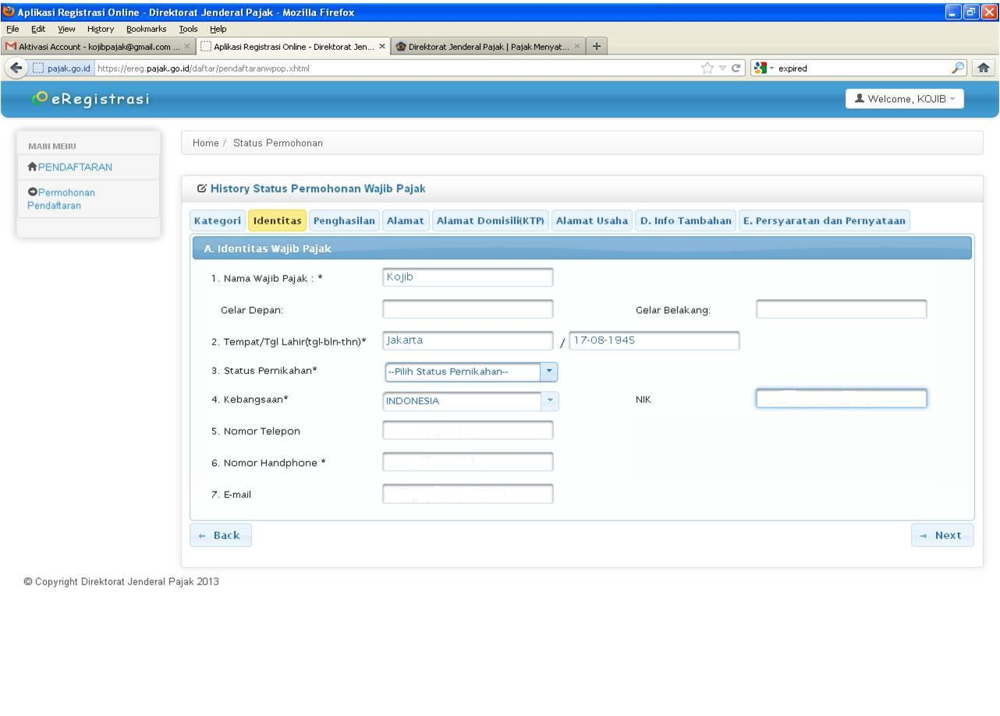 Aplikasi Registrasi Online - Direktorat Jenderal Pajak - Mozilla Firefox
File Edit View History Bookmarks Tools Help
Aktivasi Account - kojibpajak@gmail.com ... × Aplikasi Registrasi Online - Direktorat Jen... × Direktorat Jenderal Pajak | Pajak Menyat... × +
pajak.go.id https://ereg.pajak.go.id/daftar/pendaftaranwpop.xhtml expired
eRegistrasi Welcome, KOJIB
MAIN MENU
PENDAFTARAN
Permohonan
Pendaftaran
Home / Status Permohonan
History Status Permohonan Wajib Pajak
Kategori Identitas Penghasilan Alamat Alamat Domisili(KTP) Alamat Usaha D. Info Tambahan E. Persyaratan dan Pernyataan
A. Identitas Wajib Pajak
1. Nama Wajib Pajak : * Kojib
Gelar Depan: Gelar Belakang:
2. Tempat/Tgl Lahir(tgl-bln-thn)* Jakarta / 17-08-1945
3. Status Pernikahan* --Pilih Status Pernikahan--
4. Kebangsaan* INDONESIA NIK
5. Nomor Telepon
6. Nomor Handphone *
7. E-mail
← Back → Next
© Copyright Direktorat Jenderal Pajak 2013